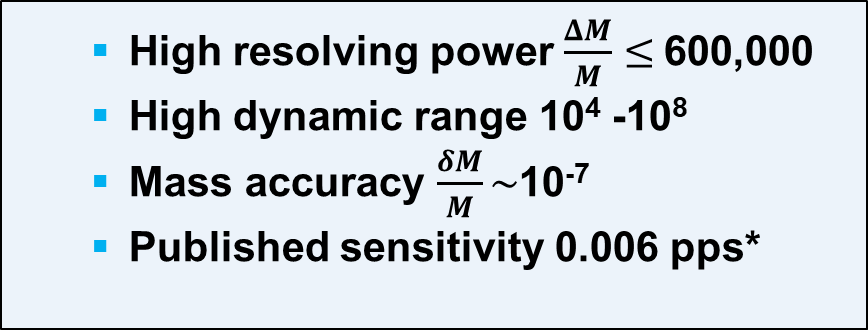 ▪ High resolving power ΔM/M ≤ 600,000
▪ High dynamic range 10⁴ -10⁸
▪ Mass accuracy δM/M ~10⁻⁷
▪ Published sensitivity 0.006 pps*